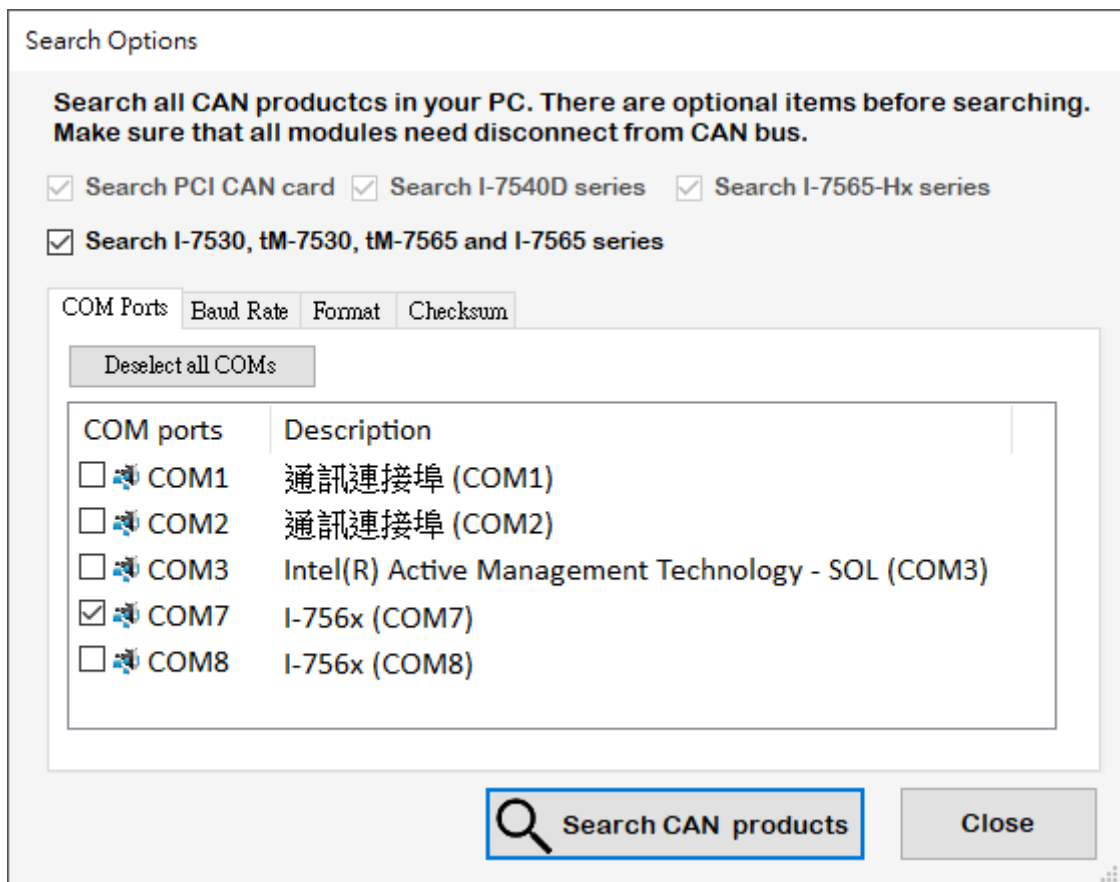 Search Options
Search all CAN productcs in your PC. There are optional items before searching.
Make sure that all modules need disconnect from CAN bus.
Search PCI CAN card Search I-7540D series Search I-7565-Hx series
Search I-7530, tM-7530, tM-7565 and I-7565 series
COM Ports Baud Rate Format Checksum
Deselect all COMs
COM ports Description
COM1 通訊連接埠 (COM1)
COM2 通訊連接埠 (COM2)
COM3 Intel(R) Active Management Technology - SOL (COM3)
COM7 I-756x (COM7)
COM8 I-756x (COM8)
Search CAN products Close